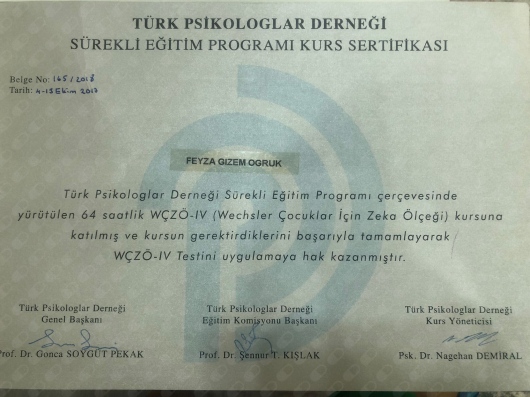 TÜRK PSİKOLOGLAR DERNEĞİ
SÜREKLİ EĞİTİM PROGRAMI KURS SERTİFİKASI
Belge No: 165/2018
Tarih: 4-15 Ekim 2017
FEYZA GIZEM OGRUK
Türk Psikologlar Derneği Sürekli Eğitim Programı çerçevesinde
yürütülen 64 saatlik WÇZÖ-IV (Wechsler Çocuklar İçin Zeka Ölçeği) kursuna
katılmış ve kursun gerektirdiklerini başarıyla tamamlayarak
WÇZÖ-IV Testini uygulamaya hak kazanmıştır.
Türk Psikologlar Derneği Türk Psikologlar Derneği Türk Psikologlar Derneği
Genel Başkanı Eğitim Komisyonu Başkanı Kurs Yöneticisi
Prof. Dr. Gonca SOYGÜT PEKAK Prof. Dr. Şennur T. KIŞLAK Psk. Dr. Nagehan DEMİRAL